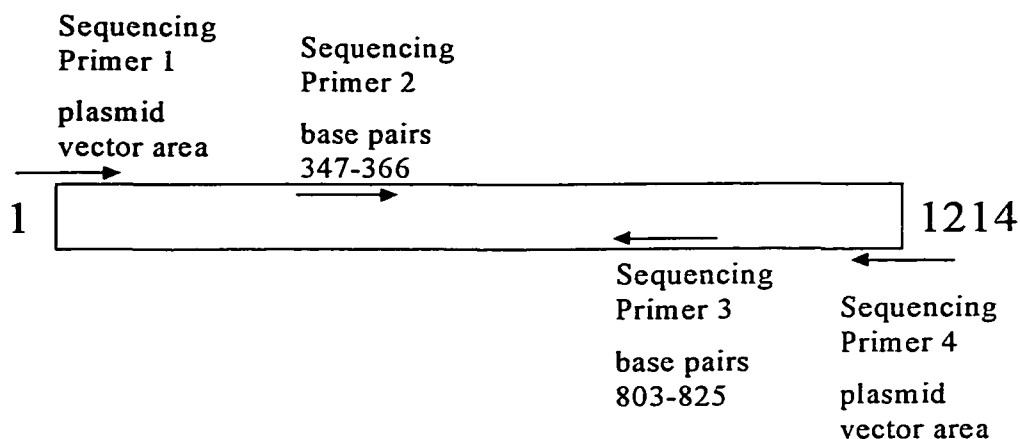 Sequencing
Primer 1
plasmid
vector area
Sequencing
Primer 2
base pairs
347-366
1
1214
Sequencing
Primer 3
base pairs
803-825
Sequencing
Primer 4
plasmid
vector area